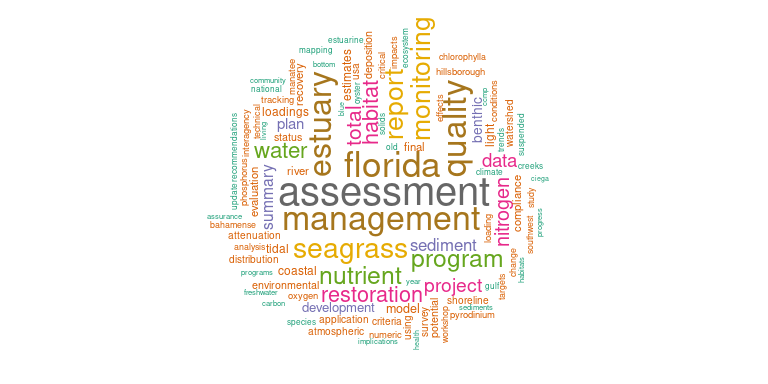 monitoring
estuarine
ecosystem
mapping
impacts
chlorophylla
usa
deposition
critical
bottom
hillsborough
community
manatee
recovery
estimates
national
report
quality
tracking
estuary
blue
oyster
habitat
effects
benthic
comp
conditions
loadings
total
solids
interagency
technical
living
plan
light
trends
watershed
suspended
status
water
old
final
florida
data
update
recommendations
river
climate
creeks
phosphorus
evaluation
summary
assessment
nitrogen
compliance
ciega
study
assurance
management
bahamense
loading
southwest
progress
attenuation
analysis
tidal
seagrass
sediment
distribution
program
change
habitats
programs
coastal
nutrient
year
gulf
targets
environmental
freshwater
oxygen
restoration
project
carbon
development
model
shoreline
sediments
species
application
criteria
using
survey
potential
workshop
pyrodinium
atmospheric
numeric
implications
health